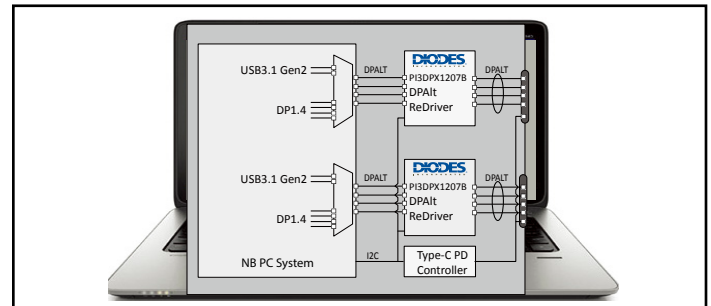 USB3.1 Gen2
DP1.4
DPALT
DIODES
PI3DPX1207B
DPAlt
ReDriver
DPALT
USB3.1 Gen2
DP1.4
DPALT
DIODES
PI3DPX1207B
DPAlt
ReDriver
DPALT
NB PC System
I2C
Type-C PD
Controller